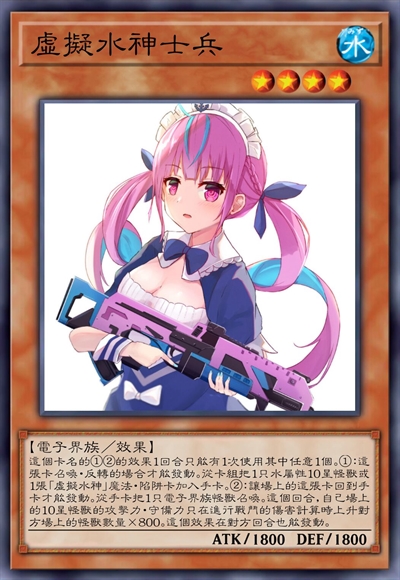 虛擬水神士兵
水
【電子界族／效果】
這個卡名的①②的效果1回合只能有1次使用其中任意1個。①：這
張卡召喚・反轉的場合才能發動。從卡組把1只水屬性10星怪獸或
1張「虛擬水神」魔法・陷阱卡加入手卡。②：讓場上的這張卡回到手
卡才能發動。從手卡把1只電子界族怪獸召喚。這個回合，自己場上
的10星怪獸的攻擊力・守備力只在進行戰鬥的傷害計算時上升對
方場上的怪獸數量×800。這個效果在對方回合也能發動。
ATK/1800 DEF/1800